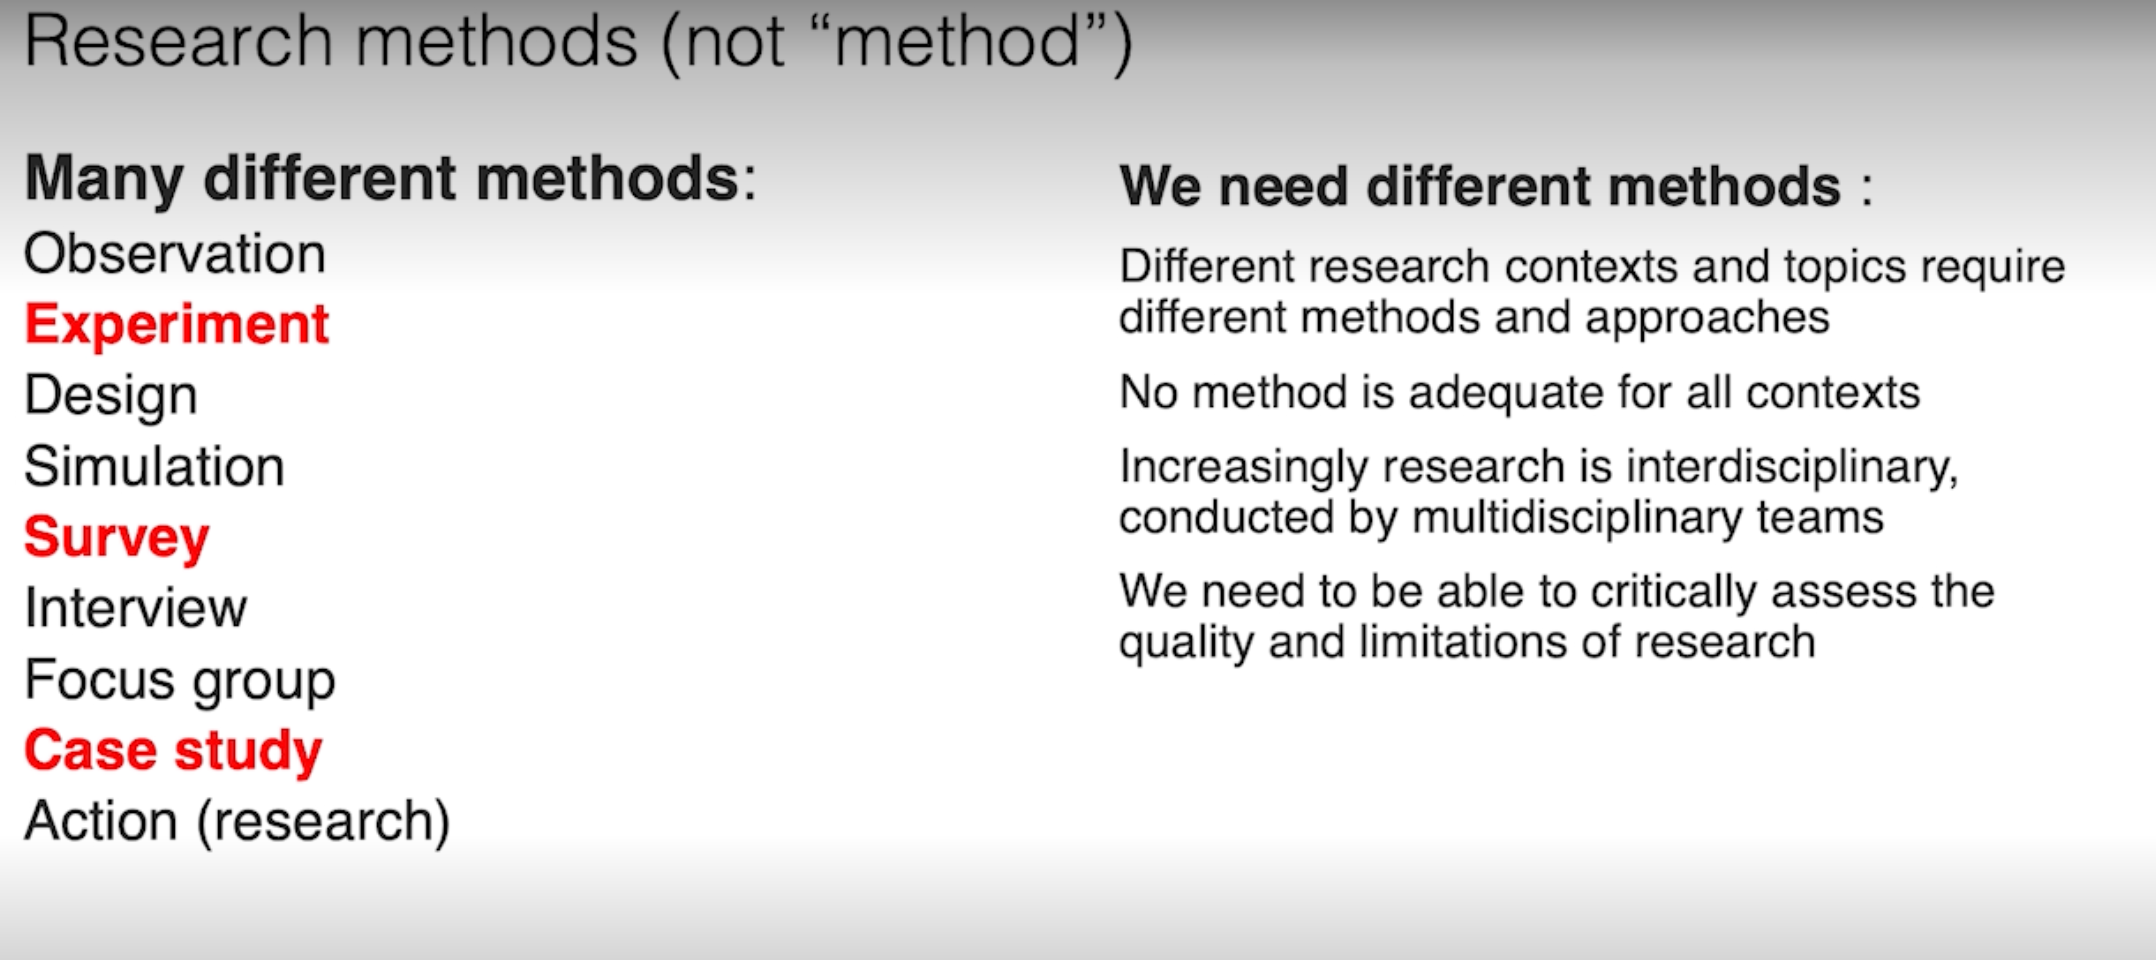 Research methods (not “method”)
Many different methods:
Observation
Experiment
Design
Simulation
Survey
Interview
Focus group
Case study
Action (research)
We need different methods :
Different research contexts and topics require
different methods and approaches
No method is adequate for all contexts
Increasingly research is interdisciplinary,
conducted by multidisciplinary teams
We need to be able to critically assess the
quality and limitations of research